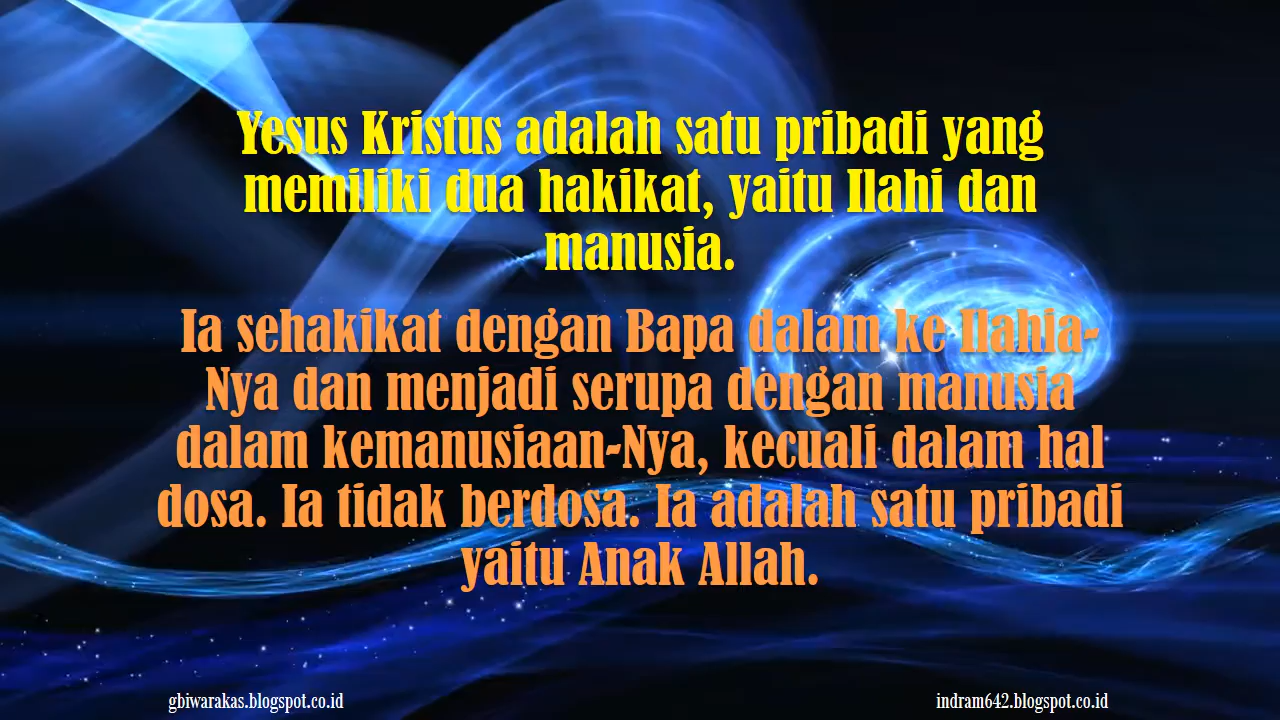 Yesus Kristus adalah satu pribadi yang
memiliki dua hakikat, yaitu Ilahi dan
manusia.
Ia sehakikat dengan Bapa dalam ke Ilahia-
Nya dan menjadi serupa dengan manusia
dalam kemanusiaan-Nya, kecuali dalam hal
dosa. Ia tidak berdosa. Ia adalah satu pribadi
yaitu Anak Allah.
gbiwarakas.blogspot.co.id
indram642.blogspot.co.id